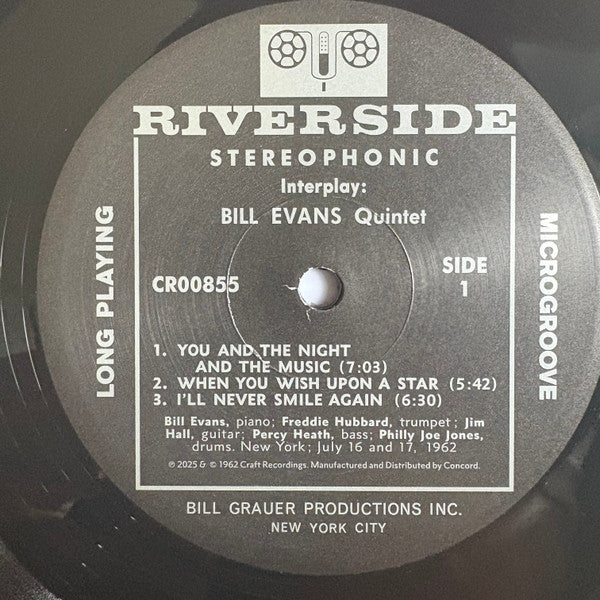 RIVERSIDE
STEREOPHONIC
Interplay:
BILL EVANS Quintet
LONG PLAYING
CR00855
SIDE
1
MICROGROOVE
1. YOU AND THE NIGHT
AND THE MUSIC (7:03)
2. WHEN YOU WISH UPON A STAR (5:42)
3. I'LL NEVER SMILE AGAIN (6:30)
Bill Evans, piano; Freddie Hubbard, trumpet; Jim
Hall, guitar; Percy Heath, bass; Philly Joe Jones,
drums. New York; July 16 and 17, 1962
℗ 2025 & © 1962 Craft Recordings. Manufactured and Distributed by Concord.
BILL GRAUER PRODUCTIONS INC.
NEW YORK CITY